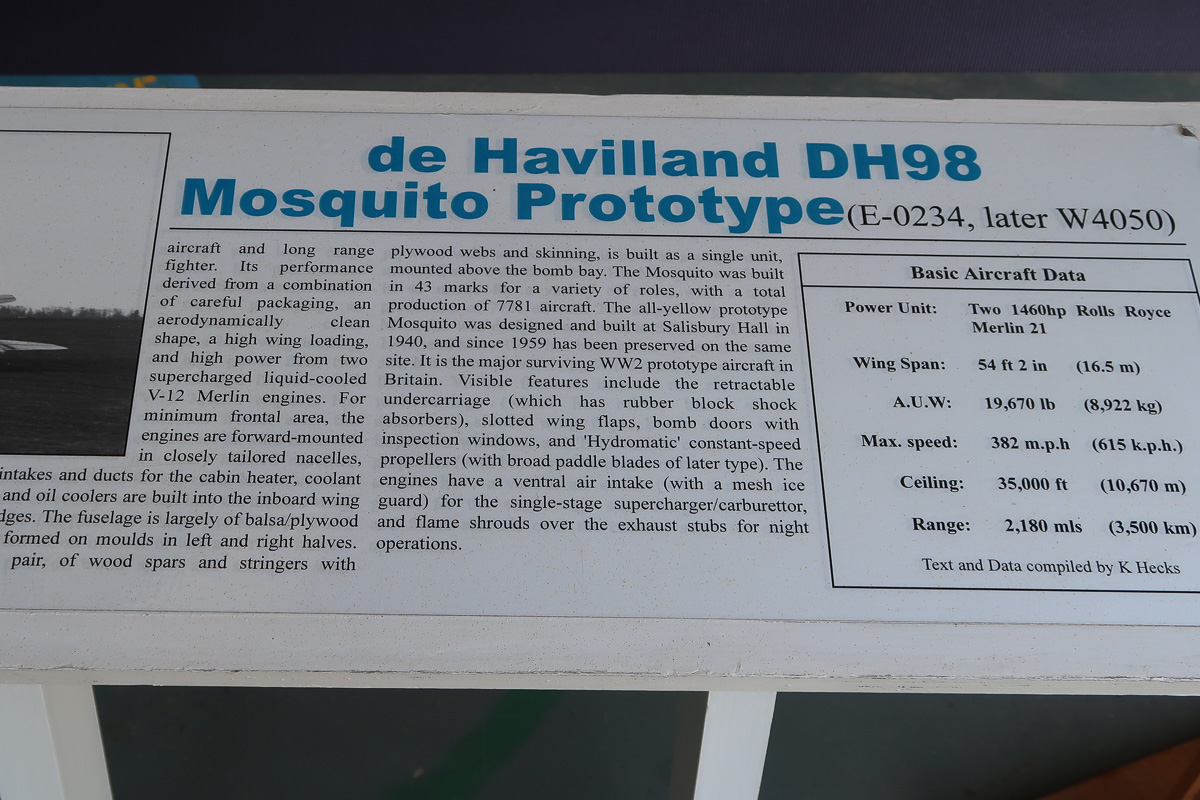 de Havilland DH98
Mosquito Prototype (E-0234, later W4050)
aircraft and long range
fighter. Its performance
derived from a combination
of careful packaging, an
aerodynamically clean
shape, a high wing loading,
and high power from two
supercharged liquid-cooled
V-12 Merlin engines. For
minimum frontal area, the
engines are forward-mounted
in closely tailored nacelles,
intakes and ducts for the cabin heater, coolant
and oil coolers are built into the inboard wing
dges. The fuselage is largely of balsa/plywood
formed on moulds in left and right halves.
pair, of wood spars and stringers with
plywood webs and skinning, is built as a single unit,
mounted above the bomb bay. The Mosquito was built
in 43 marks for a variety of roles, with a total
production of 7781 aircraft. The all-yellow prototype
Mosquito was designed and built at Salisbury Hall in
1940, and since 1959 has been preserved on the same
site. It is the major surviving WW2 prototype aircraft in
Britain. Visible features include the retractable
undercarriage (which has rubber block shock
absorbers), slotted wing flaps, bomb doors with
inspection windows, and 'Hydromatic' constant-speed
propellers (with broad paddle blades of later type). The
engines have a ventral air intake (with a mesh ice
guard) for the single-stage supercharger/carburettor,
and flame shrouds over the exhaust stubs for night
operations.
Basic Aircraft Data
Power Unit: Two 1460hp Rolls Royce
Merlin 21
Wing Span: 54 ft 2 in (16.5 m)
A.U.W: 19,670 lb (8,922 kg)
Max. speed: 382 m.p.h (615 k.p.h.)
Ceiling: 35,000 ft (10,670 m)
Range: 2,180 mls (3,500 km)
Text and Data compiled by K Hecks